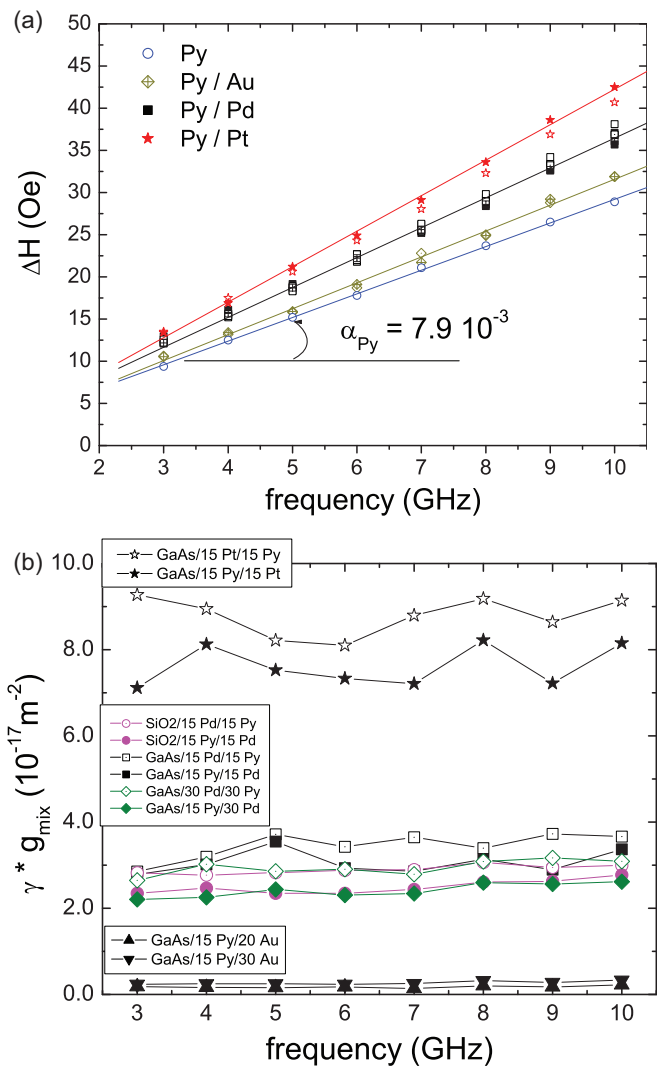 (a)
50
45
40
35
30
25
20
15
10
5
0
ΔH (Oe)
Py
Py / Au
Py / Pd
Py / Pt
α_Py = 7.9 10^-3
2 3 4 5 6 7 8 9 10
frequency (GHz)
(b)
10.0
8.0
6.0
4.0
2.0
0.0
γ * g_mix (10^-17 m^-2)
GaAs/15 Pt/15 Py
GaAs/15 Py/15 Pt
SiO2/15 Pd/15 Py
SiO2/15 Py/15 Pd
GaAs/15 Pd/15 Py
GaAs/15 Py/15 Pd
GaAs/30 Pd/30 Py
GaAs/15 Py/30 Pd
GaAs/15 Py/20 Au
GaAs/15 Py/30 Au
3 4 5 6 7 8 9 10
frequency (GHz)